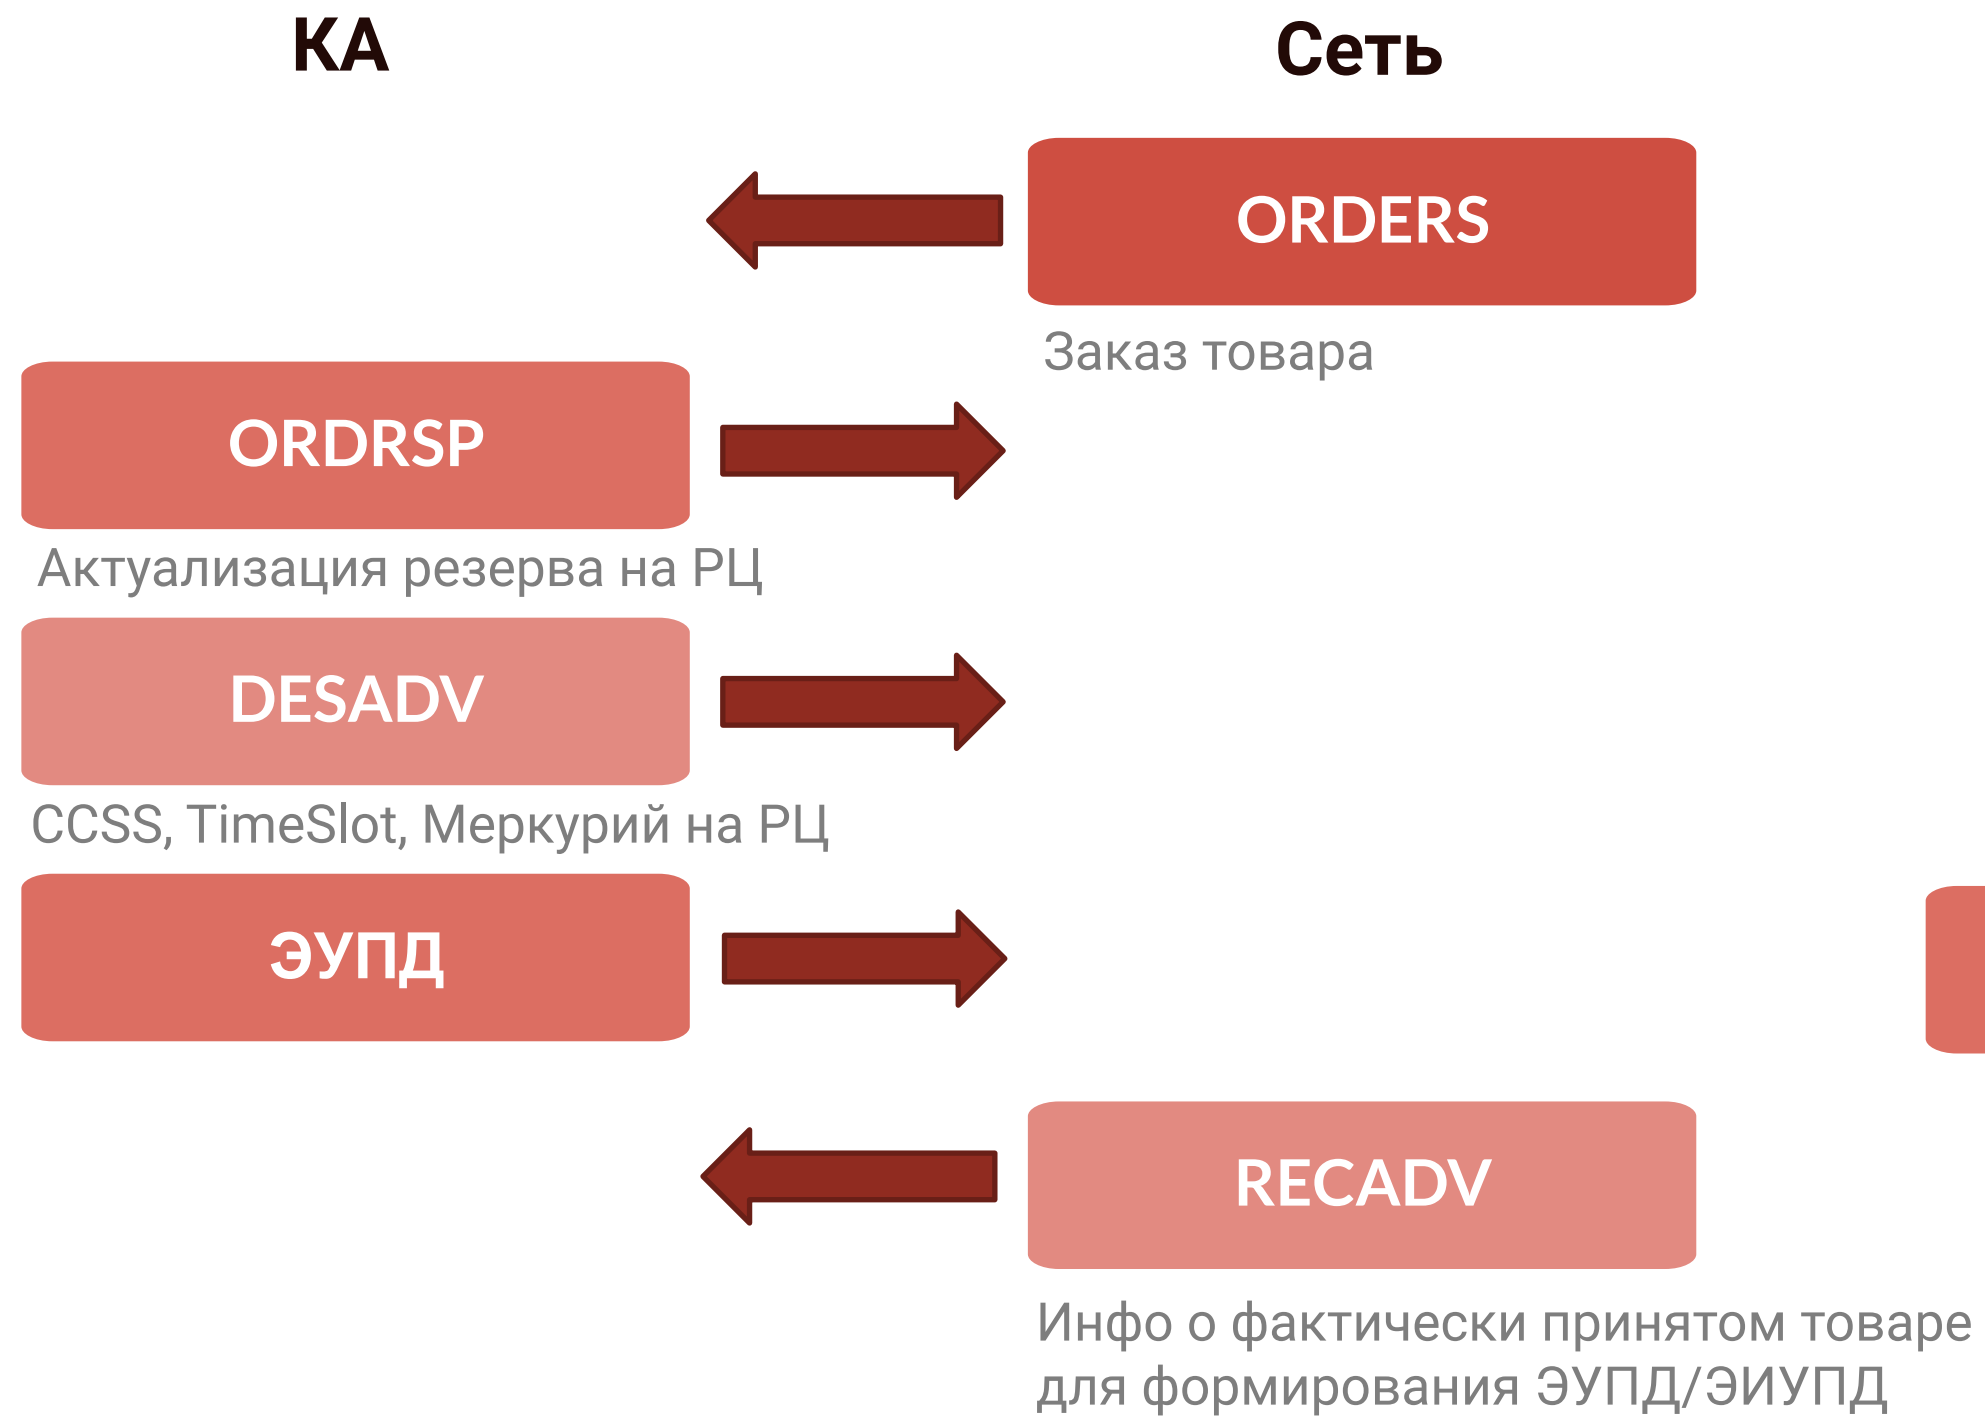 КА
Сеть
ORDERS
Заказ товара
ORDRSP
Актуализация резерва на РЦ
DESADV
CCSS, TimeSlot, Меркурий на РЦ
ЭУПД
RECADV
Инфо о фактически принятом товаре
для формирования ЭУПД/ЭИУПД